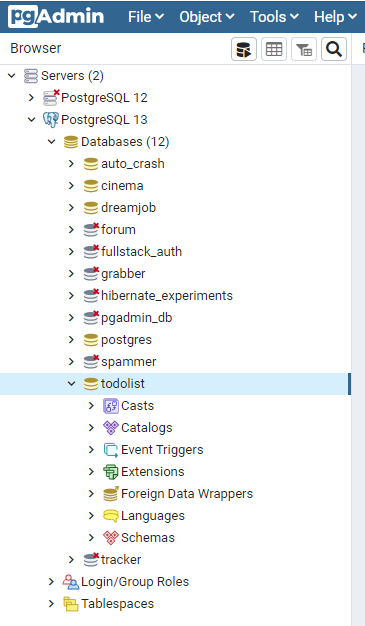 pgAdmin File Object Tools Help
Browser
Servers (2)
PostgreSQL 12
PostgreSQL 13
Databases (12)
auto_crash
cinema
dreamjob
forum
fullstack_auth
grabber
hibernate_experiments
pgadmin_db
postgres
spammer
todolist
Casts
Catalogs
Event Triggers
Extensions
Foreign Data Wrappers
Languages
Schemas
tracker
Login/Group Roles
Tablespaces